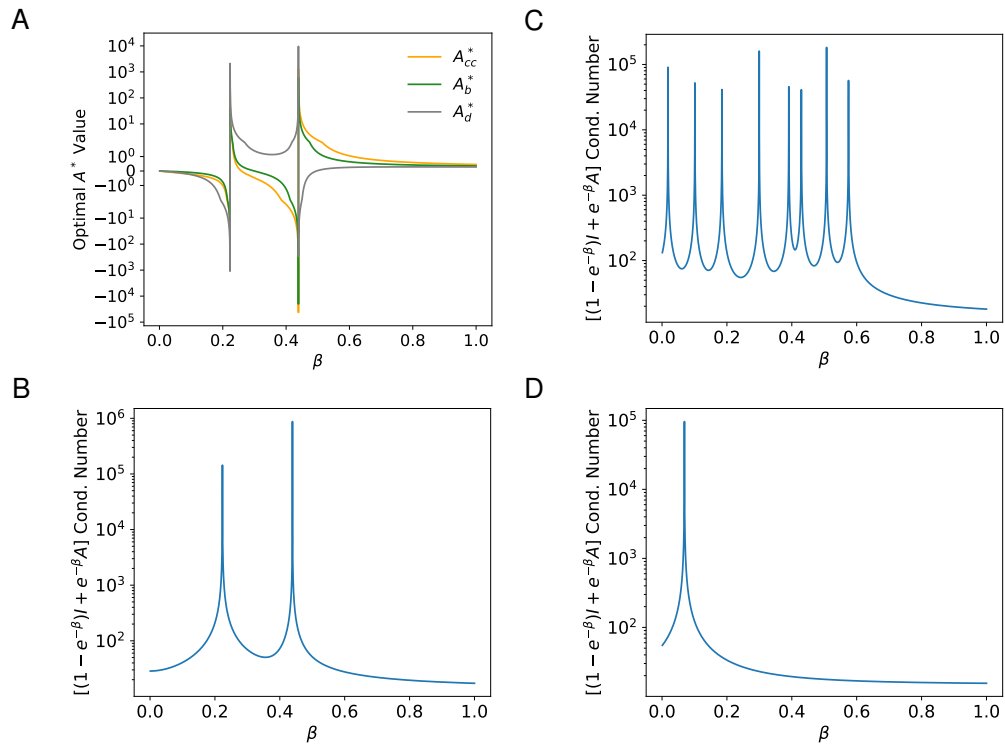 A
10^4
10^3
10^2
10^1
10^0
0
−10^0
−10^1
−10^2
−10^3
−10^4
−10^5
Optimal A^* Value
A_{cc}^*
A_b^*
A_d^*
0.0 0.2 0.4 0.6 0.8 1.0
β
C
10^5
10^4
10^3
10^2
[(1 − e^{−β})I + e^{−β}A] Cond. Number
0.0 0.2 0.4 0.6 0.8 1.0
β
B
10^6
10^5
10^4
10^3
10^2
[(1 − e^{−β})I + e^{−β}A] Cond. Number
0.0 0.2 0.4 0.6 0.8 1.0
β
D
10^5
10^4
10^3
10^2
[(1 − e^{−β})I + e^{−β}A] Cond. Number
0.0 0.2 0.4 0.6 0.8 1.0
β